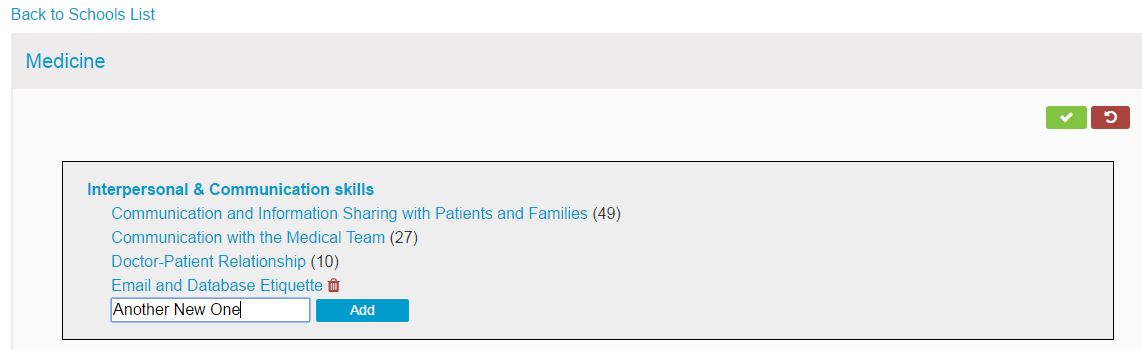 Back to Schools List
Medicine
Interpersonal & Communication skills
Communication and Information Sharing with Patients and Families (49)
Communication with the Medical Team (27)
Doctor-Patient Relationship (10)
Email and Database Etiquette
Another New One Add